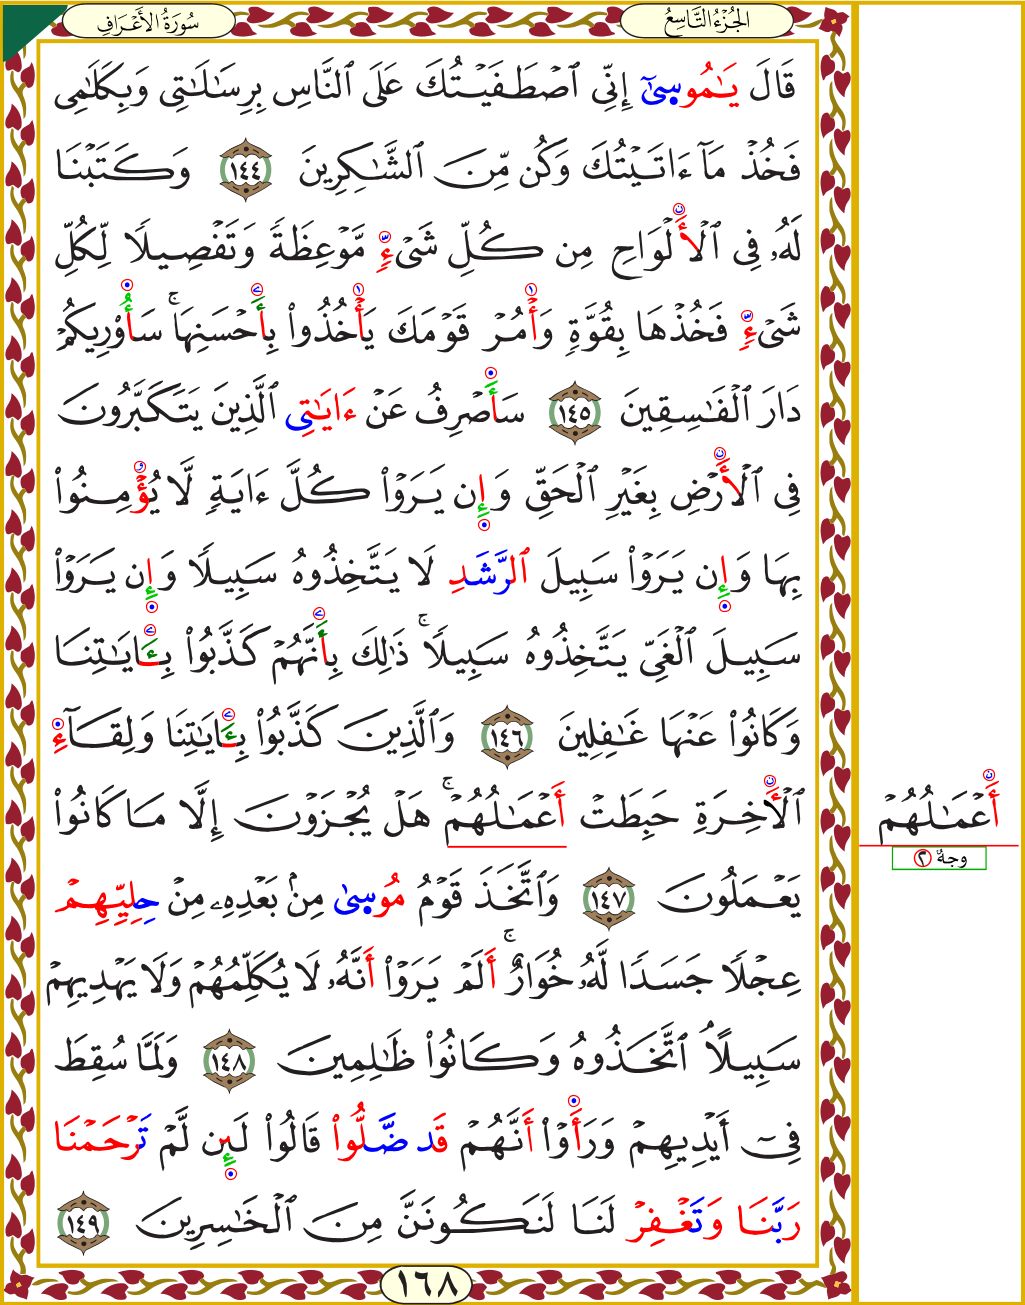 الجُزْءُ التَّاسِعُ
سُورَةُ الأَعْرَافِ
قَالَ يَٰمُوسَىٰٓ إِنِّي ٱصۡطَفَيۡتُكَ عَلَى ٱلنَّاسِ بِرِسَٰلَٰتِي وَبِكَلَٰمِي
فَخُذۡ مَآ ءَاتَيۡتُكَ وَكُن مِّنَ ٱلشَّٰكِرِينَ ١٤٤ وَكَتَبۡنَا
لَهُۥ فِي ٱلۡأَلۡوَاحِ مِن كُلِّ شَيۡءٖ مَّوۡعِظَةٗ وَتَفۡصِيلٗا لِّكُلِّ
شَيۡءٖ فَخُذۡهَا بِقُوَّةٖ وَأۡمُرۡ قَوۡمَكَ يَأۡخُذُواْ بِأَحۡسَنِهَاۚ سَأُوْرِيكُمۡ
دَارَ ٱلۡفَٰسِقِينَ ١٤٥ سَأَصۡرِفُ عَنۡ ءَايَٰتِي ٱلَّذِينَ يَتَكَبَّرُونَ
فِي ٱلۡأَرۡضِ بِغَيۡرِ ٱلۡحَقِّ وَإِن يَرَوۡاْ كُلَّ ءَايَةٖ لَّا يُؤۡمِنُواْ
بِهَا وَإِن يَرَوۡاْ سَبِيلَ ٱلرَّشَدِ لَا يَتَّخِذُوهُ سَبِيلٗا وَإِن يَرَوۡاْ
سَبِيلَ ٱلۡغَيِّ يَتَّخِذُوهُ سَبِيلٗاۚ ذَٰلِكَ بِأَنَّهُمۡ كَذَّبُواْ بِـَٔايَٰتِنَا
وَكَانُواْ عَنۡهَا غَٰفِلِينَ ١٤٦ وَٱلَّذِينَ كَذَّبُواْ بِـَٔايَٰتِنَا وَلِقَآءِ
ٱلۡأٓخِرَةِ حَبِطَتۡ أَعۡمَٰلُهُمۡۚ هَلۡ يُجۡزَوۡنَ إِلَّا مَا كَانُواْ
أَعۡمَٰلُهُمۡ
وجهٌ ٢
يَعۡمَلُونَ ١٤٧ وَٱتَّخَذَ قَوۡمُ مُوسَىٰ مِنۢ بَعۡدِهِۦ مِنۡ حِلِيِّهِمۡ
عِجۡلٗا جَسَدٗا لَّهُۥ خُوَارٌۚ أَلَمۡ يَرَوۡاْ أَنَّهُۥ لَا يُكَلِّمُهُمۡ وَلَا يَهۡدِيهِمۡ
سَبِيلًاۘ ٱتَّخَذُوهُ وَكَانُواْ ظَٰلِمِينَ ١٤٨ وَلَمَّا سُقِطَ
فِيٓ أَيۡدِيهِمۡ وَرَأَوۡاْ أَنَّهُمۡ قَدۡ ضَّلُّواْ قَالُواْ لَئِن لَّمۡ تَرۡحَمۡنَا
رَبَّنَا وَتَغۡفِرۡ لَنَا لَنَكُونَنَّ مِنَ ٱلۡخَٰسِرِينَ ١٤٩
١٦٨